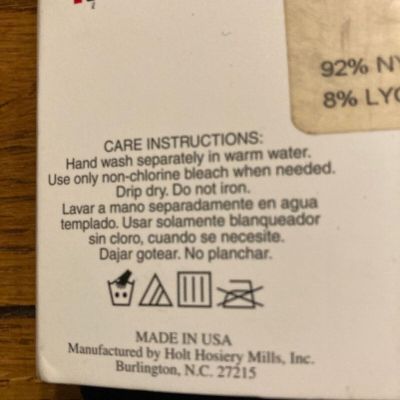 92% NY
8% LYC
CARE INSTRUCTIONS:
Hand wash separately in warm water.
Use only non-chlorine bleach when needed.
Drip dry. Do not iron.
Lavar a mano separadamente en agua
templado. Usar solamente blanqueador
sin cloro, cuando se necesite.
Dajar gotear. No planchar.
MADE IN USA
Manufactured by Holt Hosiery Mills, Inc.
Burlington, N.C. 27215